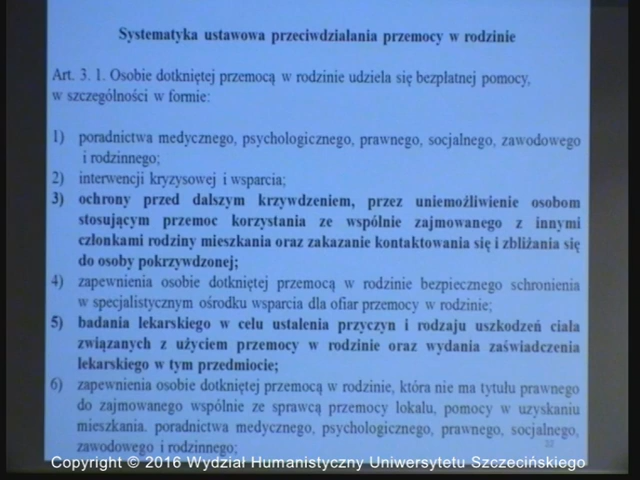 Systematyka ustawowa przeciwdziałania przemocy w rodzinie
Art. 3. 1. Osobie dotkniętej przemocą w rodzinie udziela się bezpłatnej pomocy,
w szczególności w formie:
1) poradnictwa medycznego, psychologicznego, prawnego, socjalnego, zawodowego
i rodzinnego;
2) interwencji kryzysowej i wsparcia;
3) ochrony przed dalszym krzywdzeniem, przez uniemożliwienie osobom
stosującym przemoc korzystania ze wspólnie zajmowanego z innymi
członkami rodziny mieszkania oraz zakazanie kontaktowania się i zbliżania się
do osoby pokrzywdzonej;
4) zapewnienia osobie dotkniętej przemocą w rodzinie bezpiecznego schronienia
w specjalistycznym ośrodku wsparcia dla ofiar przemocy w rodzinie;
5) badania lekarskiego w celu ustalenia przyczyn i rodzaju uszkodzeń ciała
związanych z użyciem przemocy w rodzinie oraz wydania zaświadczenia
lekarskiego w tym przedmiocie;
6) zapewnienia osobie dotkniętej przemocą w rodzinie, która nie ma tytułu prawnego
do zajmowanego wspólnie ze sprawcą przemocy lokalu, pomocy w uzyskaniu
mieszkania. poradnictwa medycznego, psychologicznego, prawnego, socjalnego,
zawodowego i rodzinnego;
Copyright © 2016 Wydział Humanistyczny Uniwersytetu Szczecińskiego